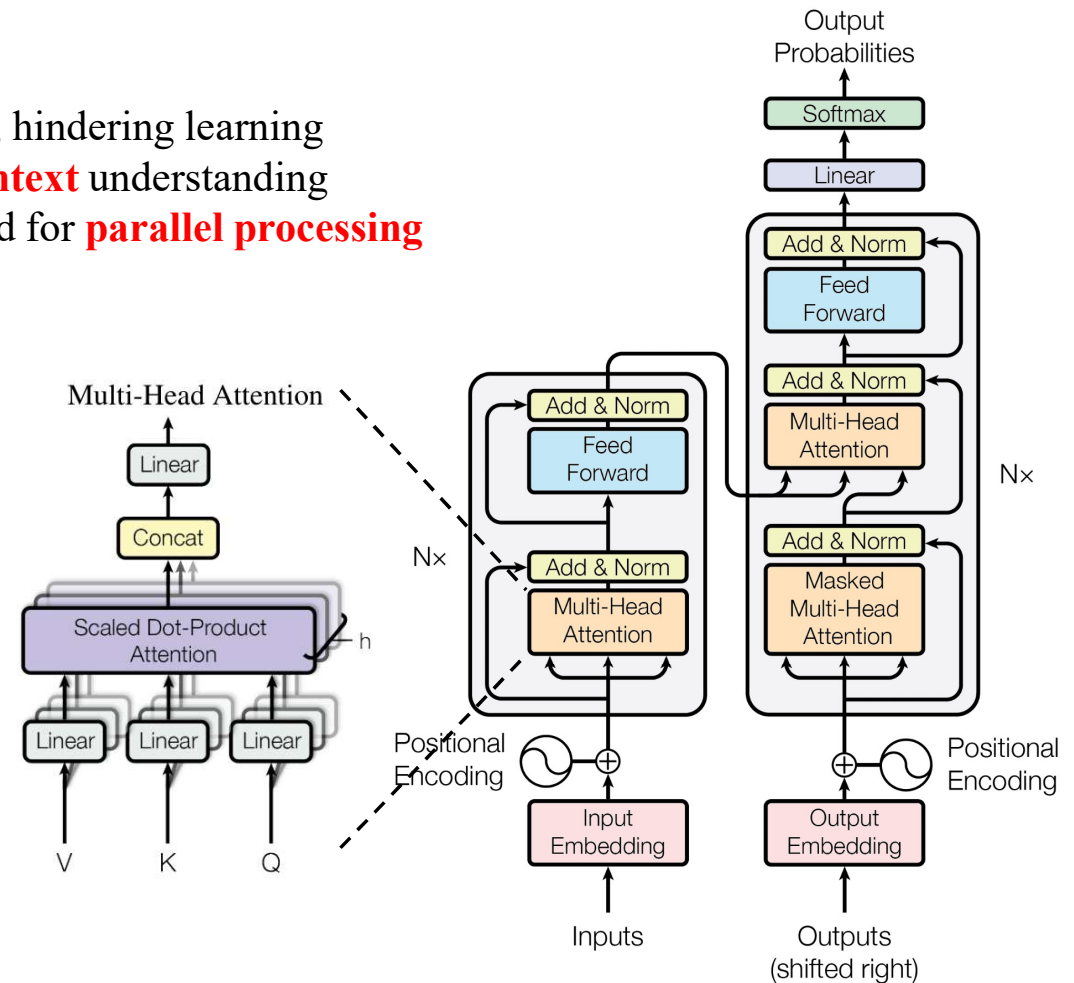 hindering learning
ntext understanding
d for parallel processing
Multi-Head Attention
Linear
Concat
Scaled Dot-Product
Attention
h
Linear
Linear
Linear
V
K
Q
Output
Probabilities
Softmax
Linear
Add & Norm
Feed
Forward
Add & Norm
Multi-Head
Attention
N×
Add & Norm
Masked
Multi-Head
Attention
Add & Norm
Feed
Forward
N×
Add & Norm
Multi-Head
Attention
Positional
Encoding
Positional
Encoding
Input
Embedding
Output
Embedding
Inputs
Outputs
(shifted right)